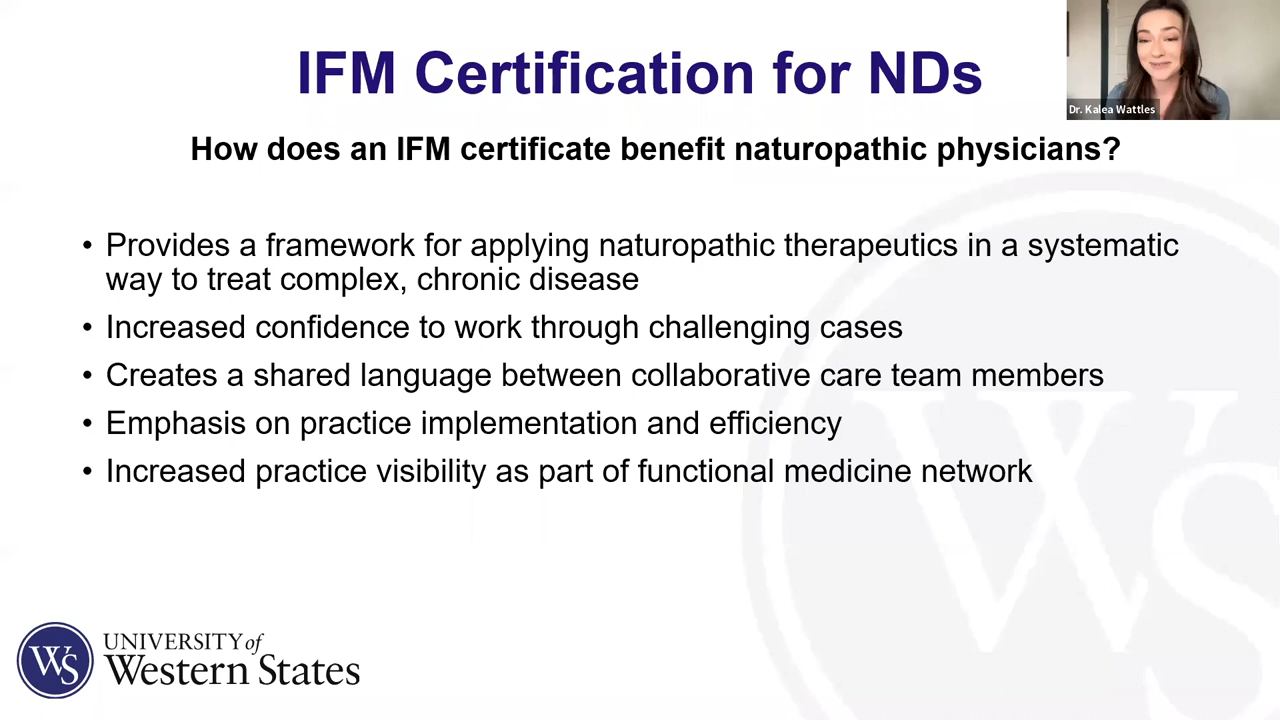 IFM Certification for NDs
Dr. Kalea Wattles
How does an IFM certificate benefit naturopathic physicians?
• Provides a framework for applying naturopathic therapeutics in a systematic
way to treat complex, chronic disease
• Increased confidence to work through challenging cases
• Creates a shared language between collaborative care team members
• Emphasis on practice implementation and efficiency
• Increased practice visibility as part of functional medicine network
WS
WS
UNIVERSITY of
Western States